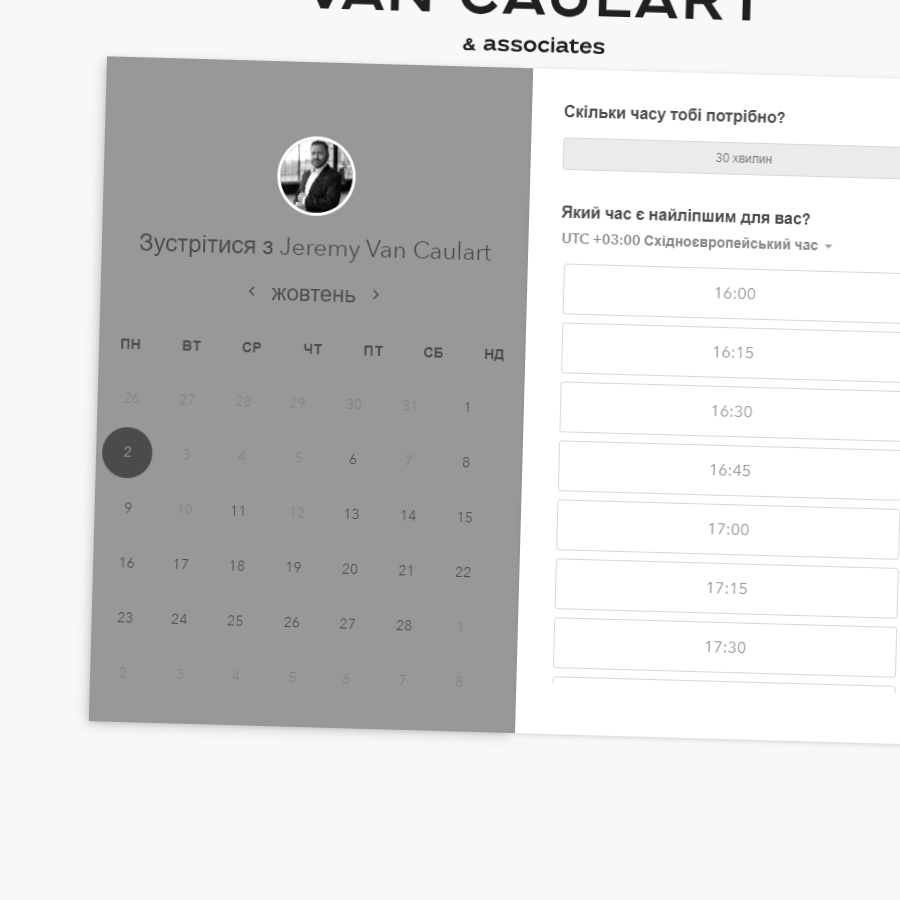 VAN CAULART
& associates
Зустрітися з Jeremy Van Caulart
‹ жовтень ›
ПН ВТ СР ЧТ ПТ СБ НД
26 27 28 29 30 31 1
2 3 4 5 6 7 8
9 10 11 12 13 14 15
16 17 18 19 20 21 22
23 24 25 26 27 28 1
2 3 4 5 6 7 8
Скільки часу тобі потрібно?
30 хвилин
Який час є найліпшим для вас?
UTC +03:00 Східноєвропейський час
16:00
16:15
16:30
16:45
17:00
17:15
17:30